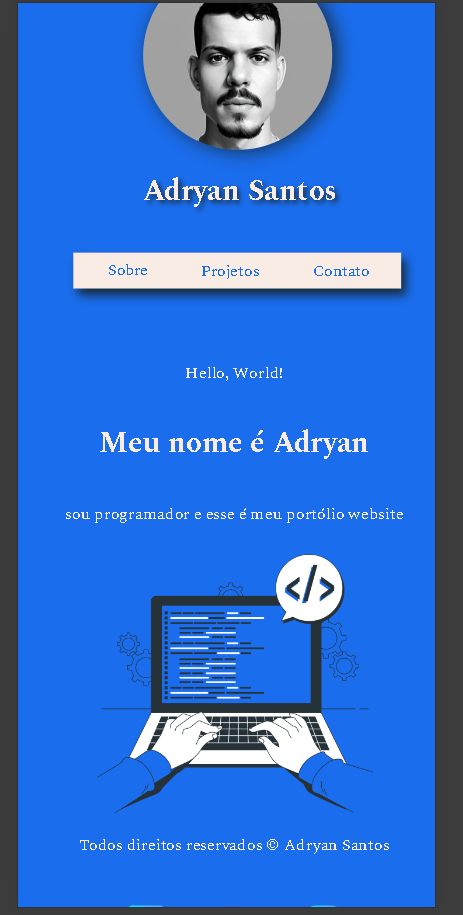 Adryan Santos
Sobre Projetos Contato
Hello, World!
Meu nome é Adryan
sou programador e esse é meu portólio website
</>
Todos direitos reservados © Adryan Santos